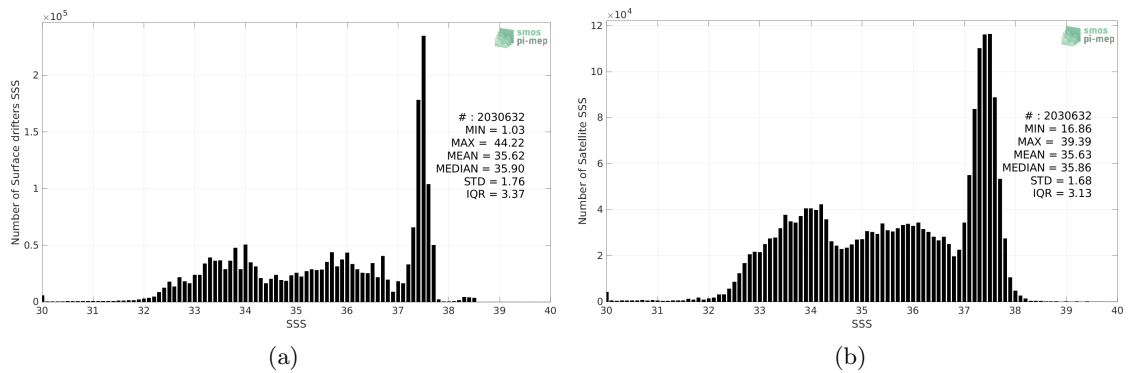 ×10⁵
smos
pi-mep
2
1.5
1
0.5
0
Number of Surface drifters SSS
# : 2030632
MIN = 1.03
MAX = 44.22
MEAN = 35.62
MEDIAN = 35.90
STD = 1.76
IQR = 3.37
30 31 32 33 34 35 36 37 38 39 40
SSS
(a)
×10⁴
smos
pi-mep
12
10
8
6
4
2
0
Number of Satellite SSS
# : 2030632
MIN = 16.86
MAX = 39.39
MEAN = 35.63
MEDIAN = 35.86
STD = 1.68
IQR = 3.13
30 31 32 33 34 35 36 37 38 39 40
SSS
(b)